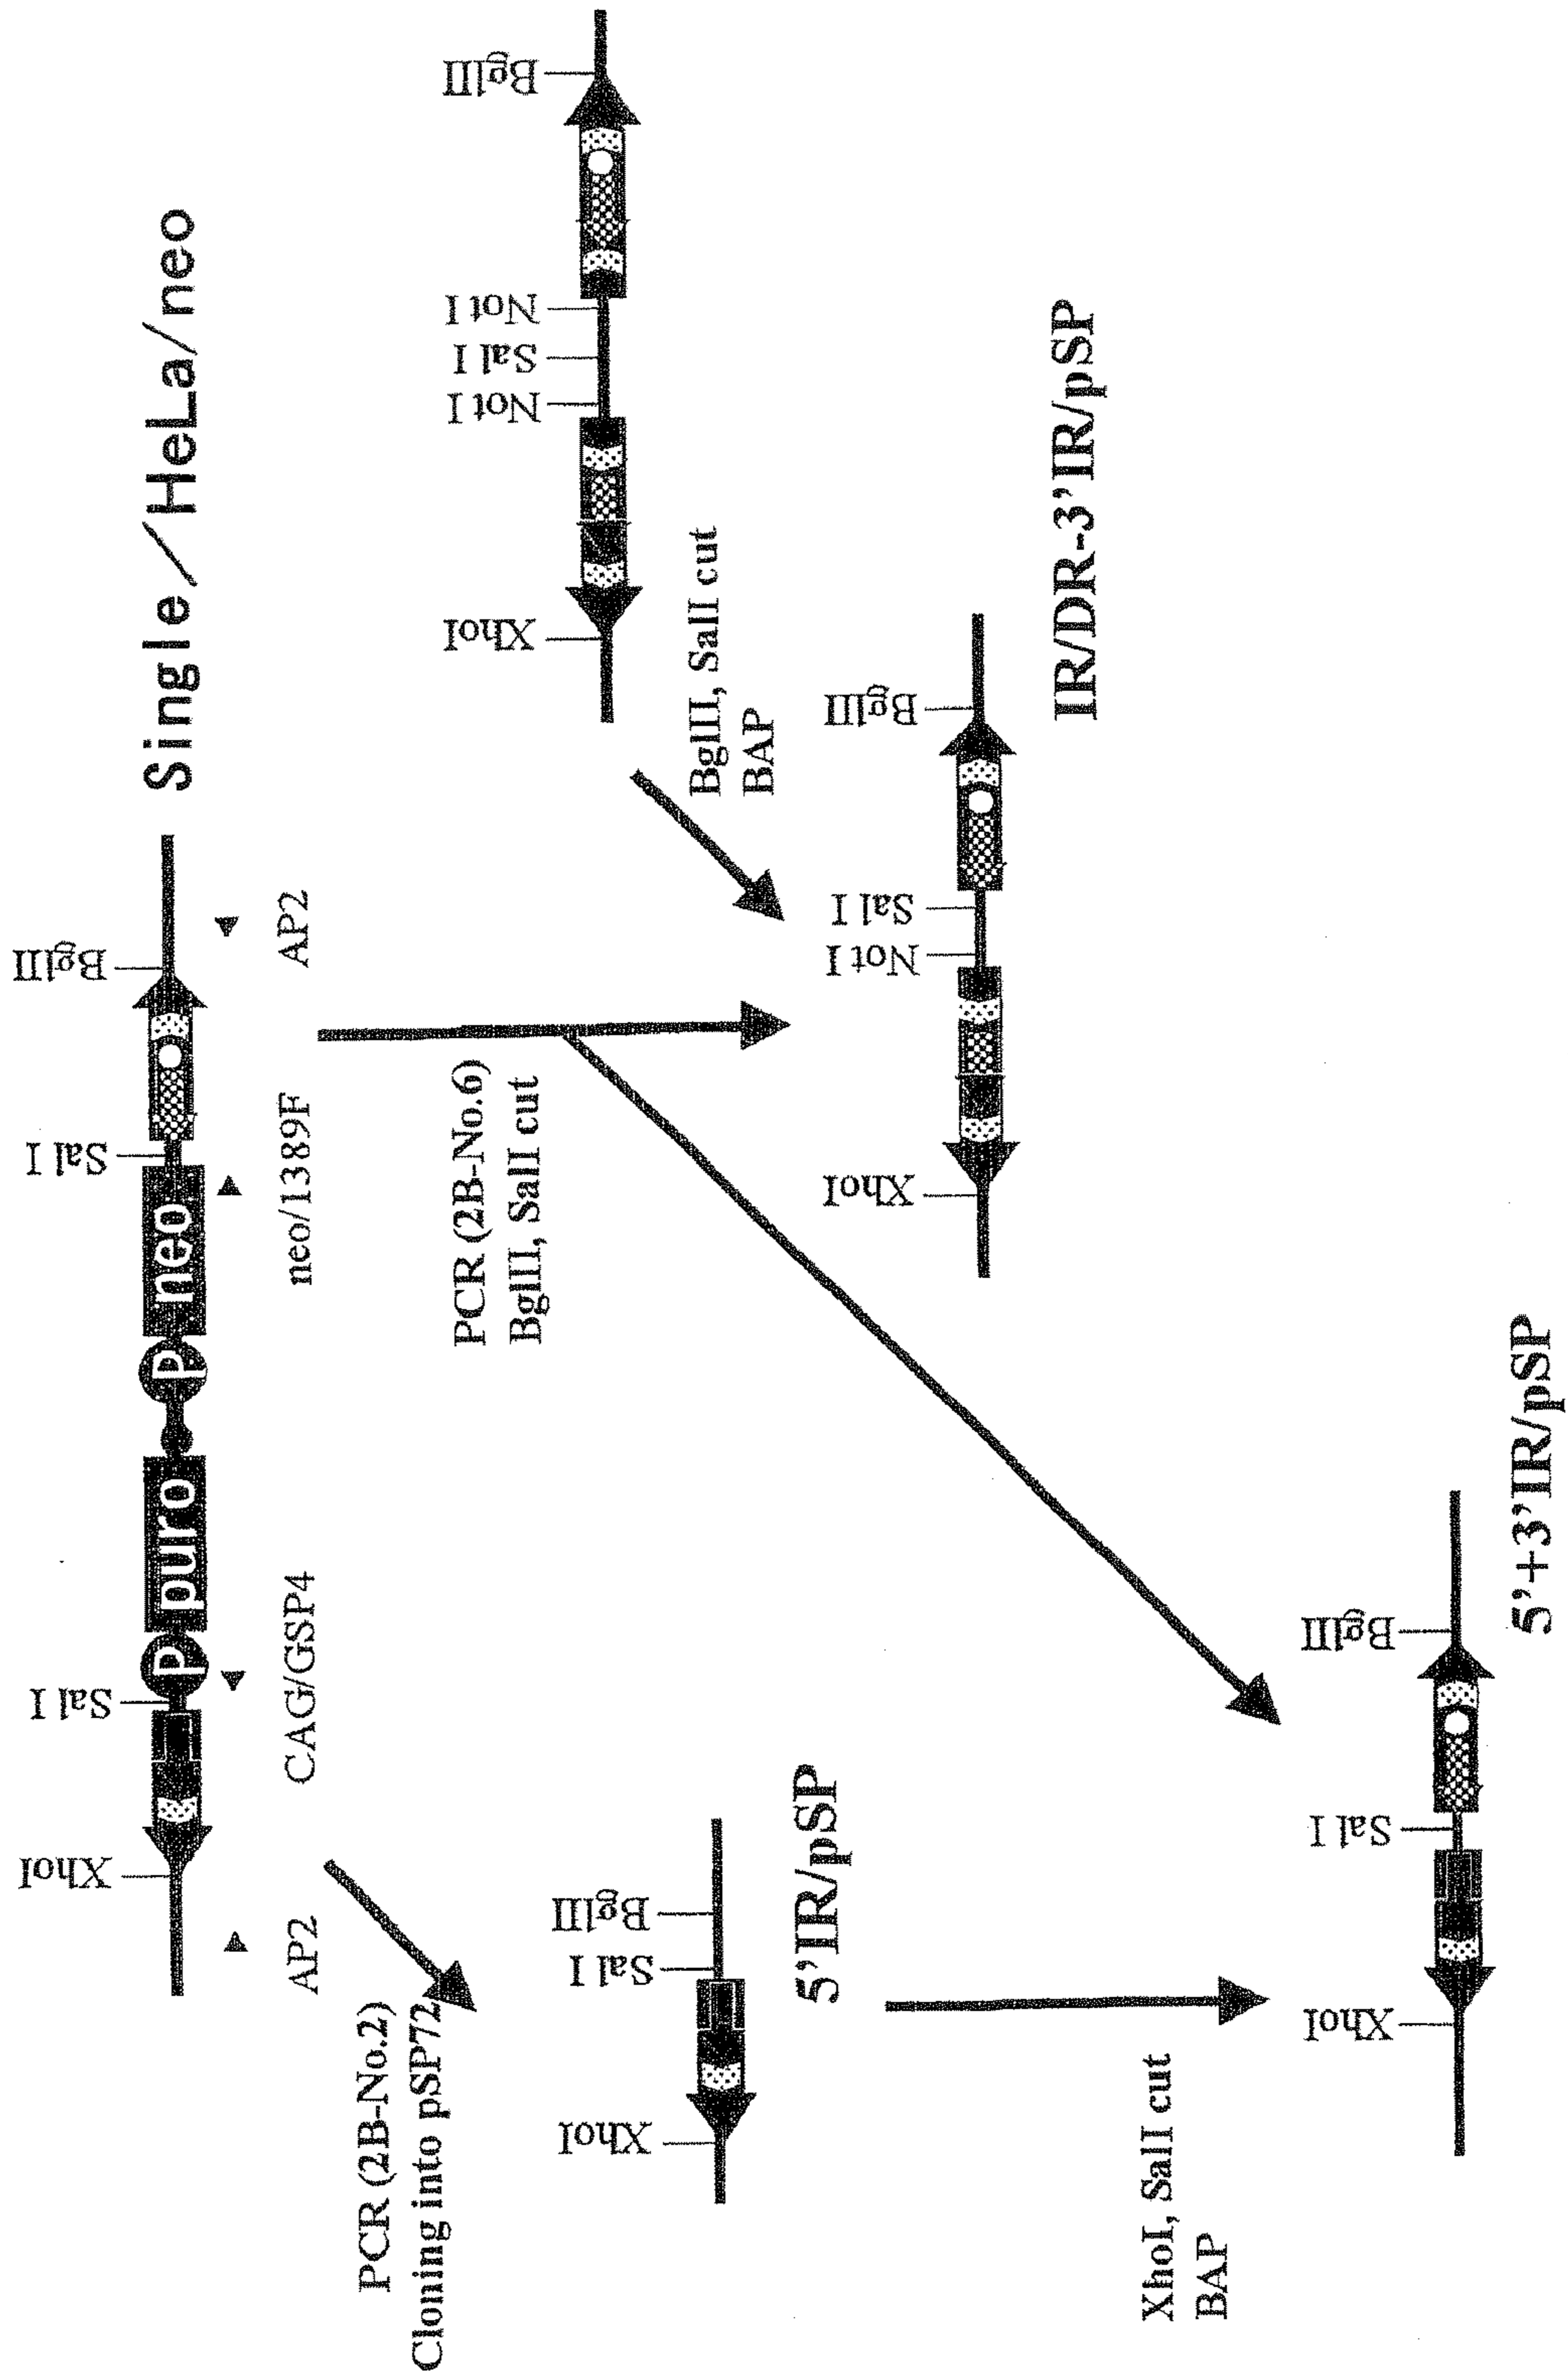 Single/HeLa/neo
XhoI
Sal I
Sal I
BglII
P
puro
P
neo
AP2
CAG/GSP4
neo/1389F
AP2
PCR (2B-No.2)
Cloning into pSP72
PCR (2B-No.6)
BglII, SalI cut
XhoI
Not I
Sal I
Not I
BglII
BglII, SalI cut
BAP
XhoI
Sal I
BglII
5'IR/pSP
XhoI
Not I
Sal I
BglII
IR/DR-3'IR/pSP
XhoI, SalI cut
BAP
XhoI
Sal I
BglII
5'+3'IR/pSP